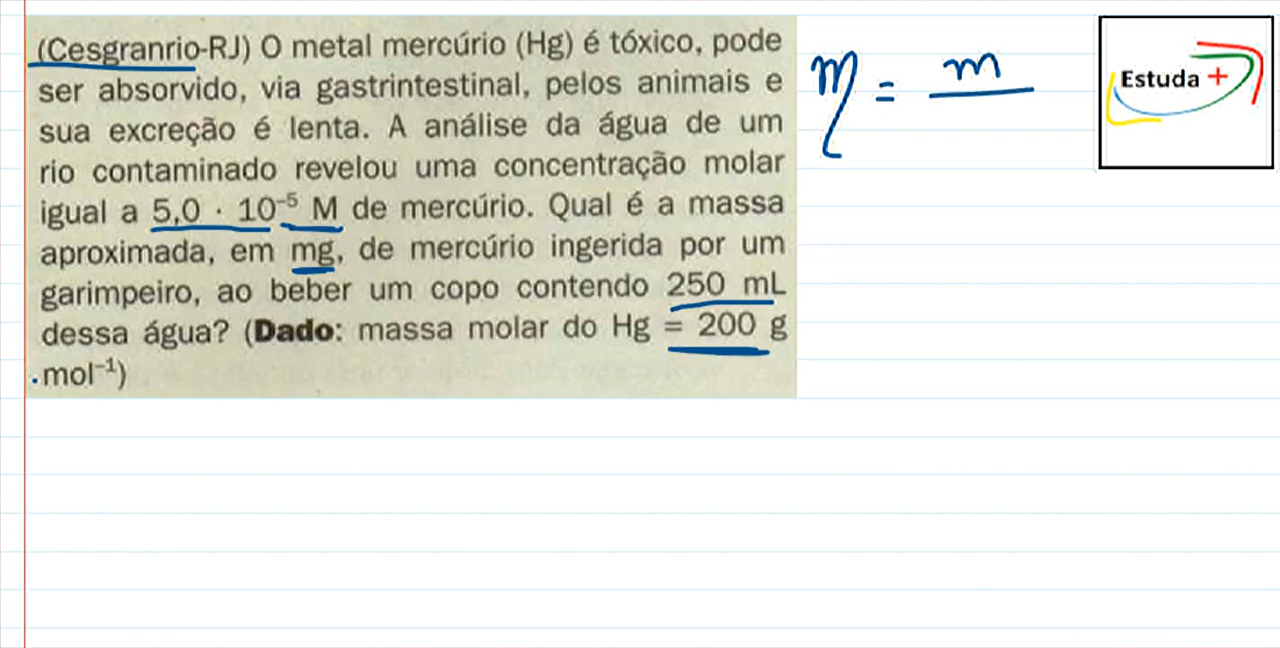 (Cesgranrio-RJ) O metal mercúrio (Hg) é tóxico, pode
ser absorvido, via gastrintestinal, pelos animais e
sua excreção é lenta. A análise da água de um
rio contaminado revelou uma concentração molar
igual a 5,0 · 10⁻⁵ M de mercúrio. Qual é a massa
aproximada, em mg, de mercúrio ingerida por um
garimpeiro, ao beber um copo contendo 250 mL
dessa água? (Dado: massa molar do Hg = 200 g
.mol⁻¹)
η = m
Estuda +